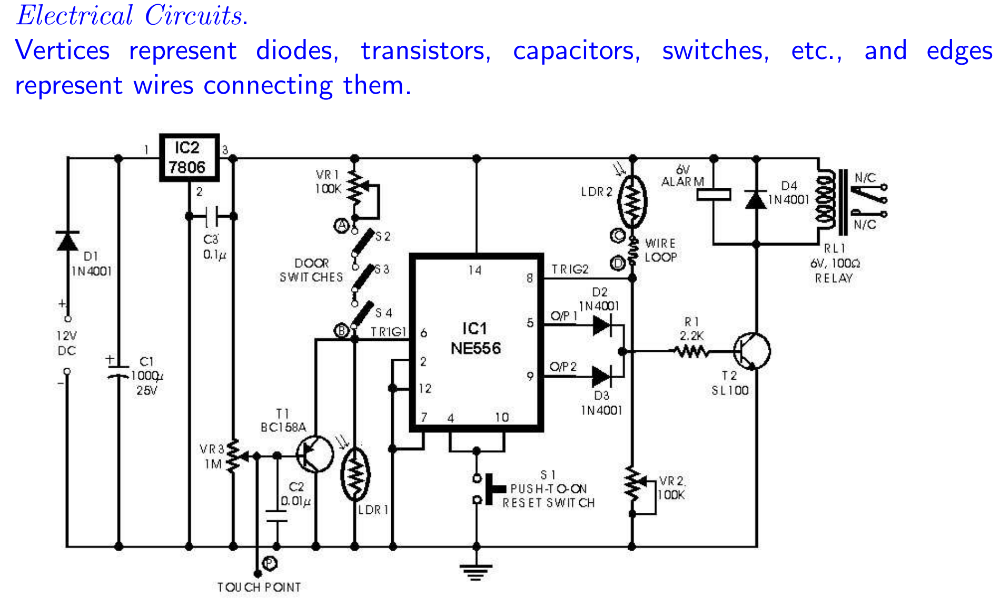 Electrical Circuits.
Vertices represent diodes, transistors, capacitors, switches, etc., and edges
represent wires connecting them.
IC2
7806
1
3
2
C3
0.1μ
D1
1N4001
+
12V
DC
−
+
C1
1000μ
25V
VR1
100K
A
S2
DOOR
SWITCHES
S3
S4
B
TRIG1
14
8
TRIG2
6
IC1
NE556
5
O/P1
2
12
9
O/P2
7
4
10
LDR2
C
WIRE
LOOP
D
D2
1N4001
D3
1N4001
R1
2.2K
T2
SL100
6V
ALARM
D4
1N4001
N/C
N/C
RL1
6V, 100Ω
RELAY
T1
BC158A
VR3
1M
C2
0.01μ
LDR1
S1
PUSH-TO-ON
RESET SWITCH
VR2
100K
P
TOUCH POINT